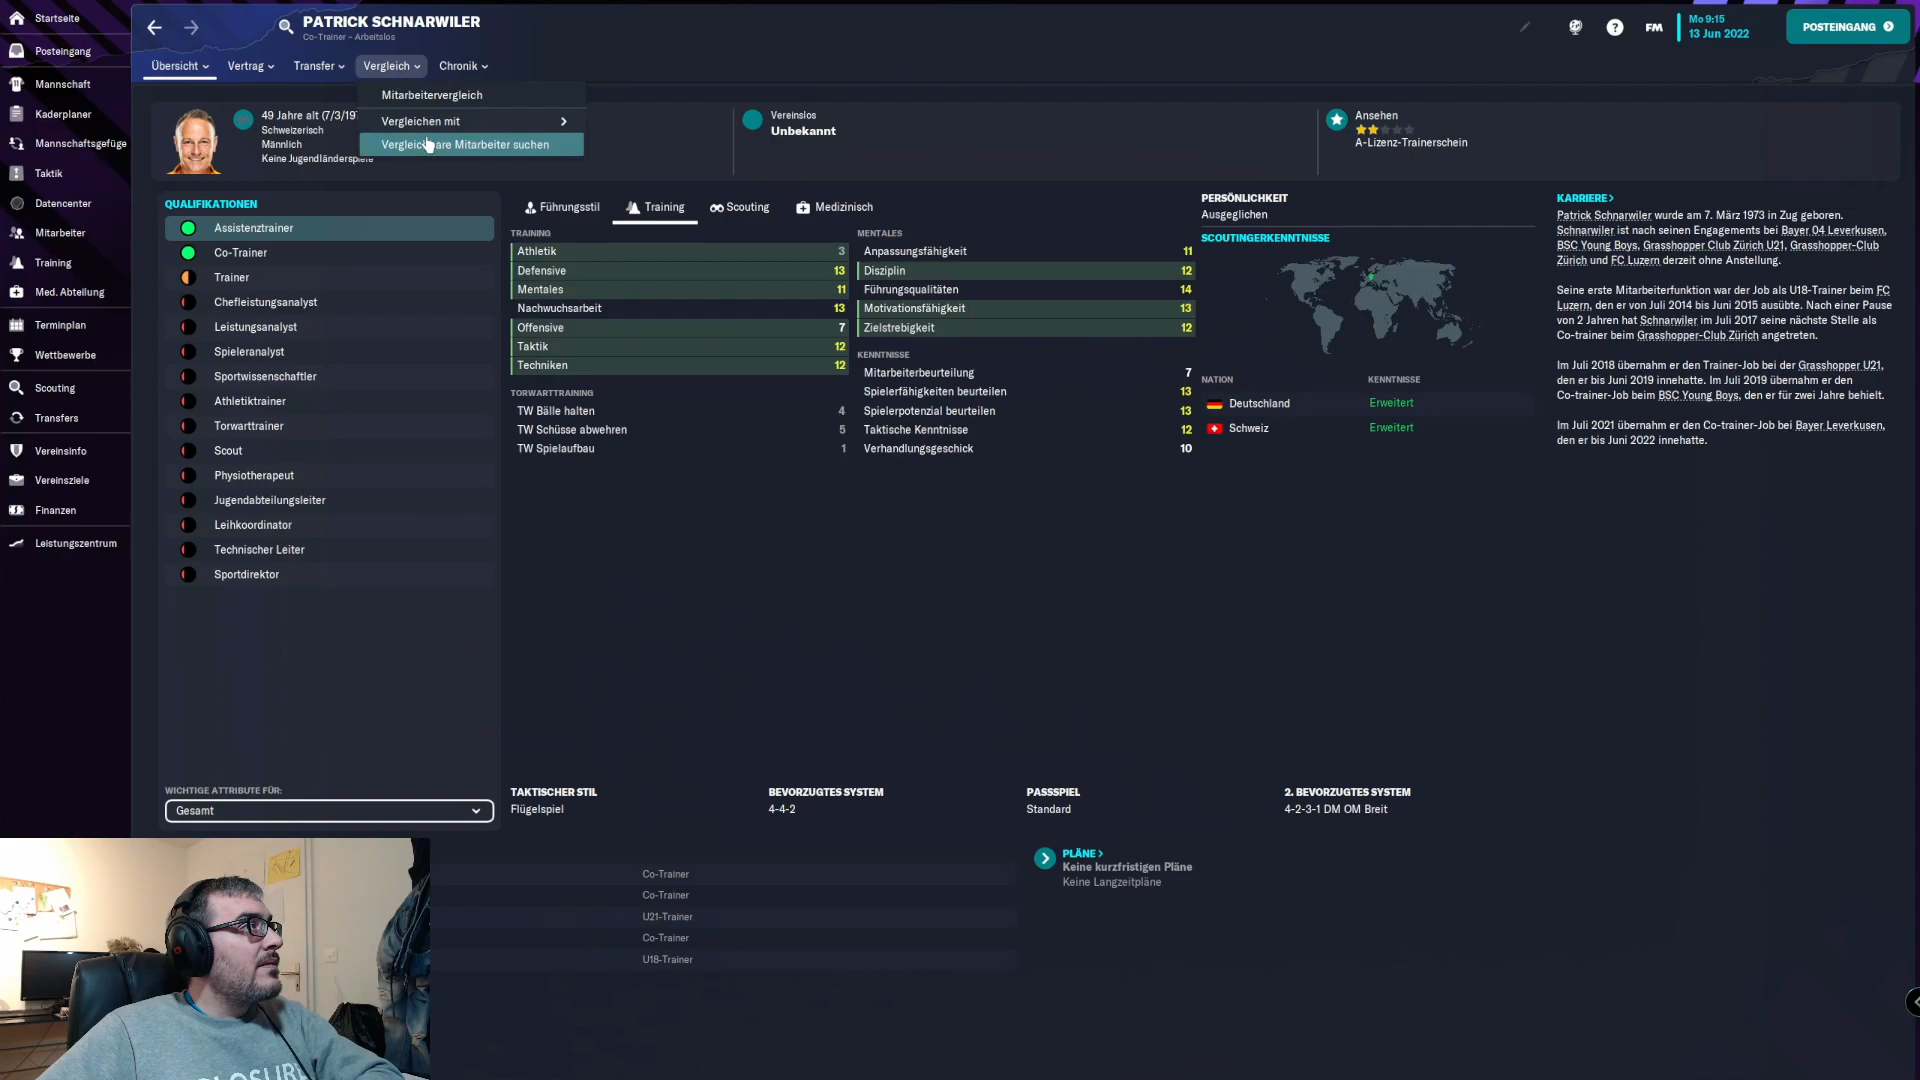 Startseite
Posteingang
Mannschaft
Kaderplaner
Mannschaftsgefüge
Taktik
Datencenter
Mitarbeiter
Training
Med. Abteilung
Terminplan
Wettbewerbe
Scouting
Transfers
Vereinsinfo
Vereinsziele
Finanzen
Leistungszentrum
PATRICK SCHNARWILER
Co-Trainer - Arbeitslos
FM
Mo 9:15
13 Jun 2022
POSTEINGANG
Übersicht
Vertrag
Transfer
Vergleich
Chronik
Mitarbeitervergleich
Vergleichen mit
Mitarbeiter suchen
49 Jahre alt
Schweizerisch
Männlich
Keine Jugendländerspiele
Vereinslos
Unbekannt
Ansehen
A-Lizenz-Trainerschein
QUALIFIKATIONEN
Assistenztrainer
Co-Trainer
Trainer
Chefleistungsanalyst
Leistungsanalyst
Spieleranalyst
Sportwissenschaftler
Athletiktrainer
Torwarttrainer
Scout
Physiotherapeut
Jugendabteilungsleiter
Leihkoordinator
Technischer Leiter
Sportdirektor
WICHTIGE ATTRIBUTE FÜR:
Gesamt
Führungsstil
Training
Scouting
Medizinisch
TRAINING
Athletik 3
Defensive 13
Mentales 11
Nachwuchsarbeit 13
Offensive 7
Taktik 12
Techniken 12
TORWARTTRAINING
TW Bälle halten 4
TW Schüsse abwehren 5
TW Spielaufbau 1
MENTALES
Anpassungsfähigkeit 11
Disziplin 12
Führungsqualitäten 14
Motivationsfähigkeit 13
Zielstrebigkeit 12
KENNTNISSE
Mitarbeiterbeurteilung 7
Spielerfähigkeiten beurteilen 13
Spielerpotenzial beurteilen 13
Taktische Kenntnisse 12
Verhandlungsgeschick 10
PERSÖNLICHKEIT
Ausgeglichen
SCOUTINGERKENNTNISSE
NATION KENNTNISSE
Deutschland Erweitert
Schweiz Erweitert
KARRIERE
Patrick Schnarwiler wurde am 7. März 1973 in Zug geboren.
Schnarwiler ist nach seinen Engagements bei Bayer 04 Leverkusen,
BSC Young Boys, Grasshopper Club Zürich U21, Grasshopper-Club
Zürich und FC Luzern derzeit ohne Anstellung.
Seine erste Mitarbeiterfunktion war der Job als U18-Trainer beim FC
Luzern, den er von Juli 2014 bis Juni 2015 ausübte. Nach einer Pause
von 2 Jahren hat Schnarwiler im Juli 2017 seine nächste Stelle als
Co-trainer beim Grasshopper-Club Zürich angetreten.
Im Juli 2018 übernahm er den Trainer-Job bei der Grasshopper U21,
den er bis Juni 2019 innehatte. Im Juli 2019 übernahm er den
Co-trainer-Job beim BSC Young Boys, den er für zwei Jahre behielt.
Im Juli 2021 übernahm er den Co-trainer-Job bei Bayer Leverkusen,
den er bis Juni 2022 innehatte.
TAKTISCHER STIL
Flügelspiel
BEVORZUGTES SYSTEM
4-4-2
PASSSPIEL
Standard
2. BEVORZUGTES SYSTEM
4-2-3-1 DM OM Breit
Co-Trainer
Co-Trainer
U21-Trainer
Co-Trainer
U18-Trainer
PLÄNE
Keine kurzfristigen Pläne
Keine Langzeitpläne